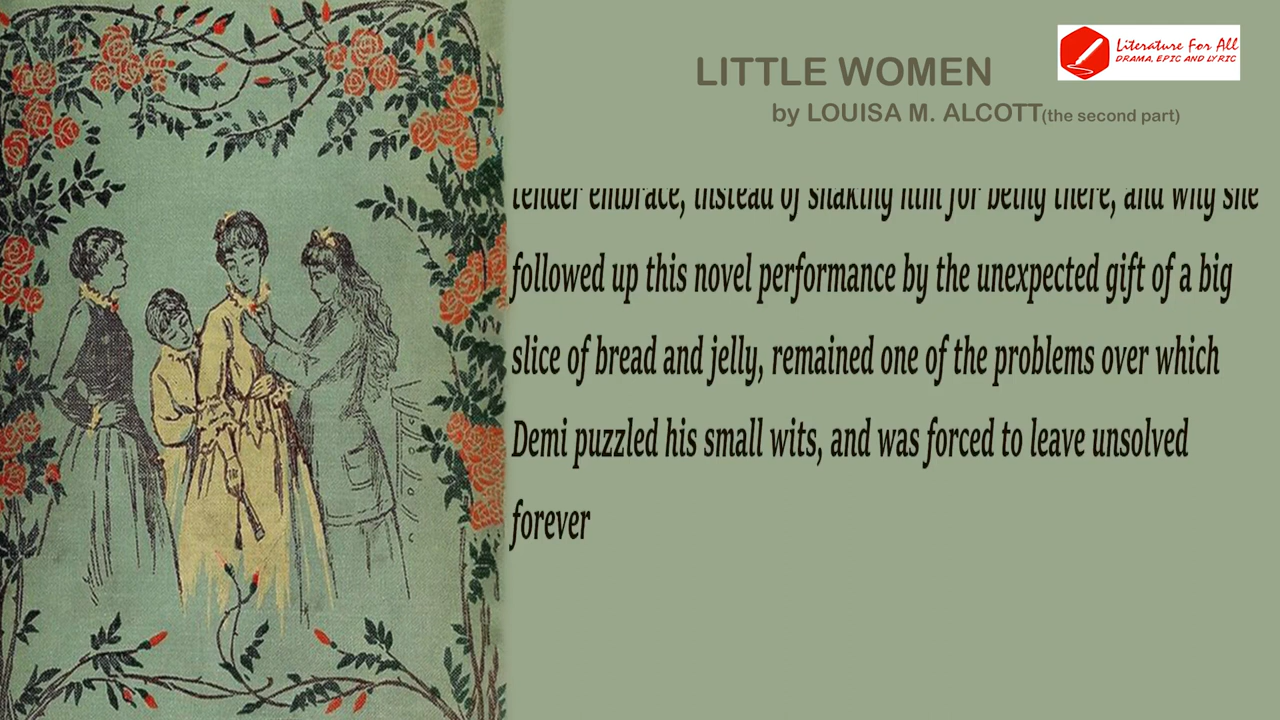 LITTLE WOMEN
by LOUISA M. ALCOTT(the second part)
Literature For All
DRAMA, EPIC AND LYRIC
tender embrace, instead of shaking him for being there, and why she
followed up this novel performance by the unexpected gift of a big
slice of bread and jelly, remained one of the problems over which
Demi puzzled his small wits, and was forced to leave unsolved
forever